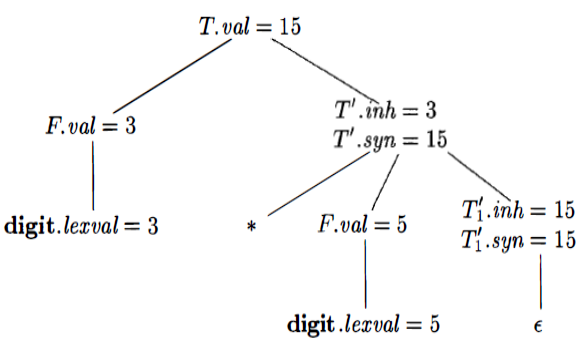 T.val = 15
F.val = 3
T′.inh = 3
T′.syn = 15
digit.lexval = 3
*
F.val = 5
T′₁.inh = 15
T′₁.syn = 15
digit.lexval = 5
ϵ